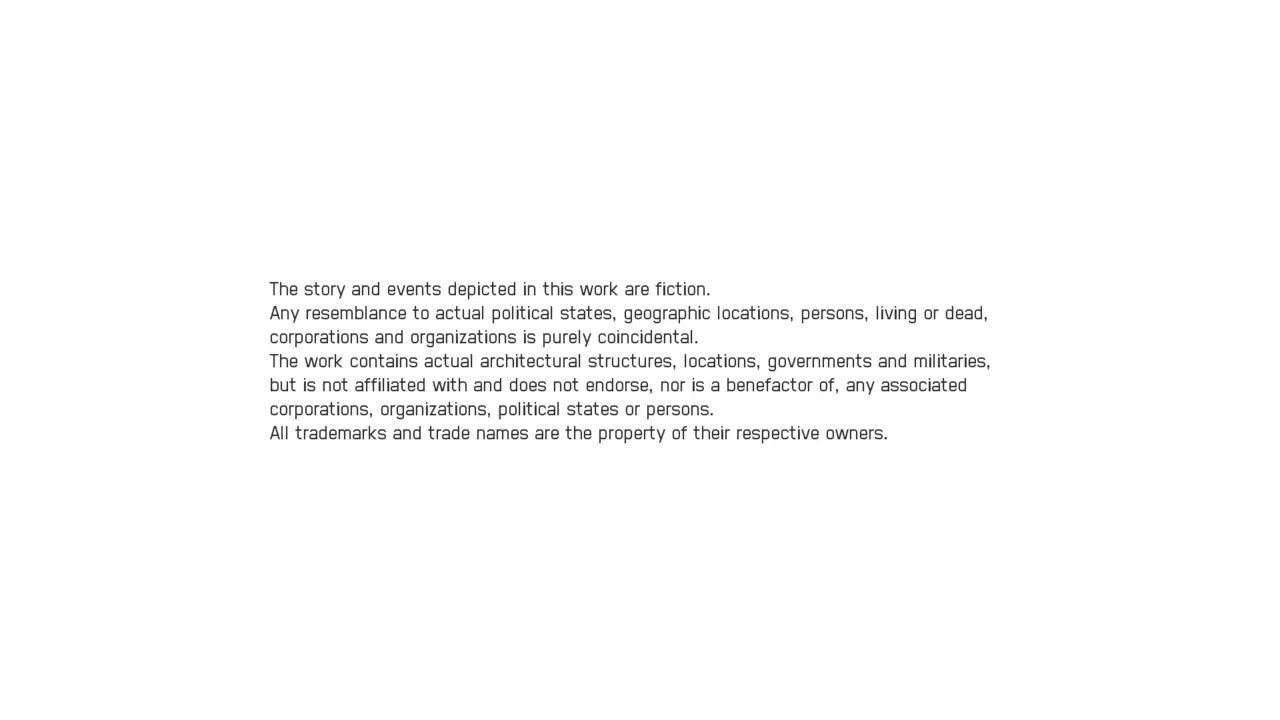 The story and events depicted in this work are fiction.
Any resemblance to actual political states, geographic locations, persons, living or dead,
corporations and organizations is purely coincidental.
The work contains actual architectural structures, locations, governments and militaries,
but is not affiliated with and does not endorse, nor is a benefactor of, any associated
corporations, organizations, political states or persons.
All trademarks and trade names are the property of their respective owners.